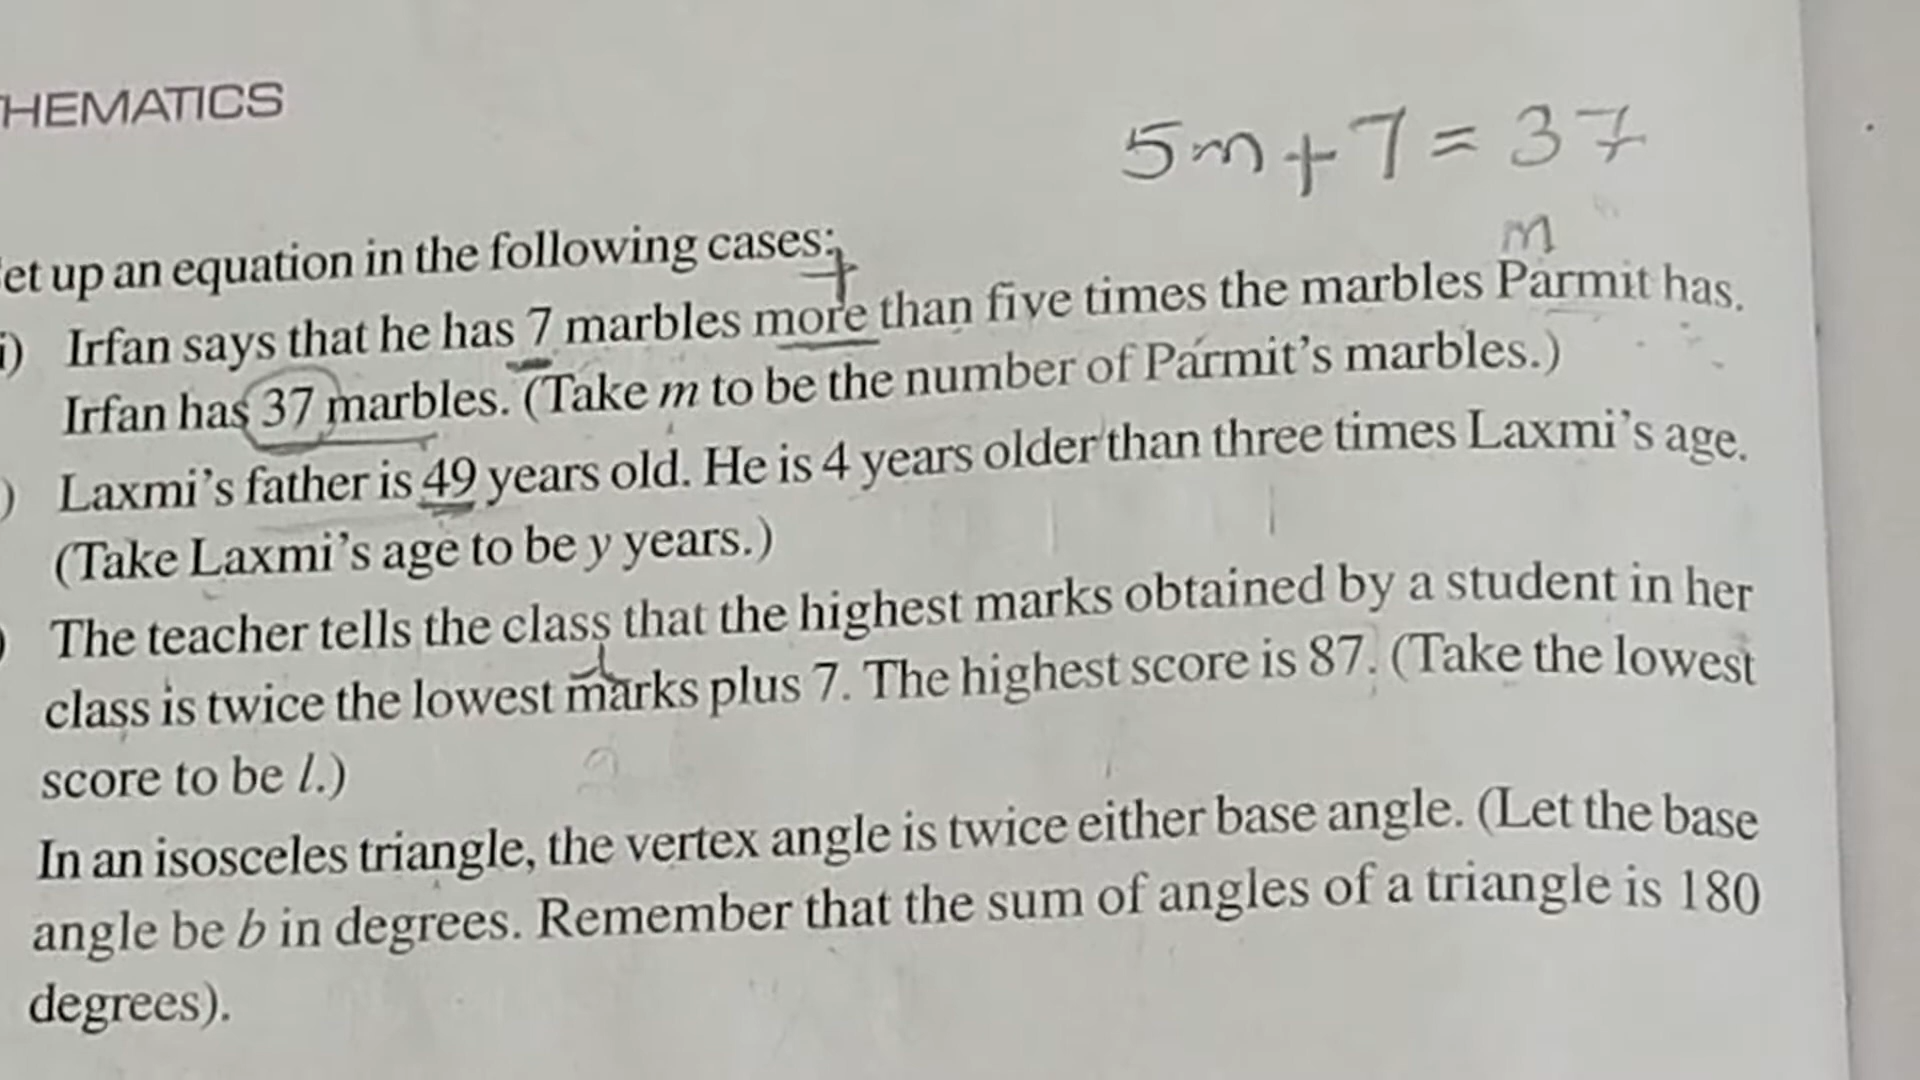 HEMATICS
5m+7=37
et up an equation in the following cases:
+
m
i) Irfan says that he has 7 marbles more than five times the marbles Parmit has.
Irfan has 37 marbles. (Take m to be the number of Parmit's marbles.)
) Laxmi's father is 49 years old. He is 4 years older than three times Laxmi's age.
(Take Laxmi's age to be y years.)
) The teacher tells the class that the highest marks obtained by a student in her
class is twice the lowest marks plus 7. The highest score is 87. (Take the lowest
score to be l.)
In an isosceles triangle, the vertex angle is twice either base angle. (Let the base
angle be b in degrees. Remember that the sum of angles of a triangle is 180
degrees).